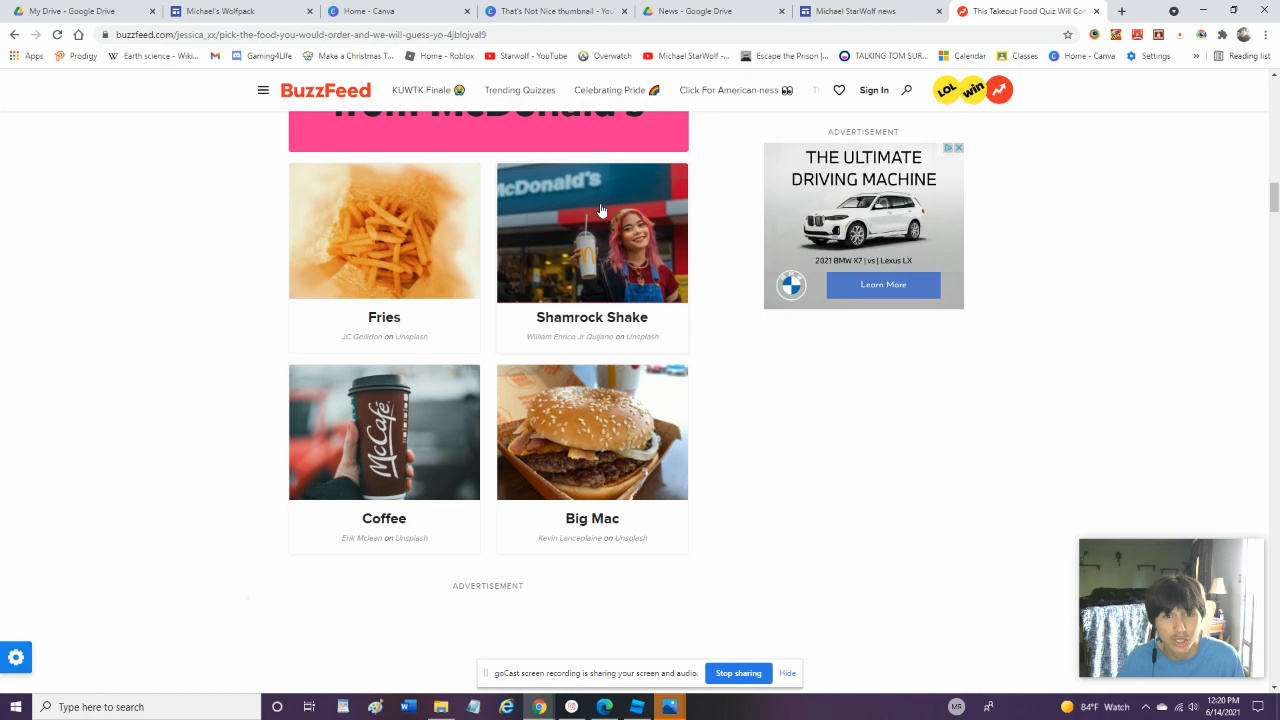 My Drive - Google Drive
Michael's Wolfpack
BuzzFeed
That's Not Nice thumbnail - You
News - Google Drive
Michael StarWolf News
This Takeout Food Quiz Will Con
buzzfeed.com/jessica_xx/pick-the-food-you-would-order-and-we-will-guess-yo-4jblojval9
Apps
Prodigy
Earth science - Wiki...
Gaming4Life
Make a Christmas T...
Home - Roblox
Starwolf - YouTube
Overwatch
Michael StarWolf -...
Escape the Prison |...
TALKING TOM SUR...
Calendar
Classes
Home - Canva
Settings
»
Reading list
BuzzFeed
KUWTK Finale 😭
Trending Quizzes
Celebrating Pride 🌈
Click For American-ness 👀
Sign In
LOL
win
from McDonald's
ADVERTISEMENT
THE ULTIMATE
DRIVING MACHINE
2021 BMW X7 | vs | Lexus LX
BMW
Learn More
McDonald's
Fries
JC Gellidon on Unsplash
Shamrock Shake
William Enrico Jr Quijano on Unsplash
McCafé
Coffee
Erik Mclean on Unsplash
Big Mac
Kevin Lanceplaine on Unsplash
ADVERTISEMENT
goCast screen recording is sharing your screen and audio.
Stop sharing
Hide
Type here to search
MR
84°F Watch
12:20 PM
6/14/2021